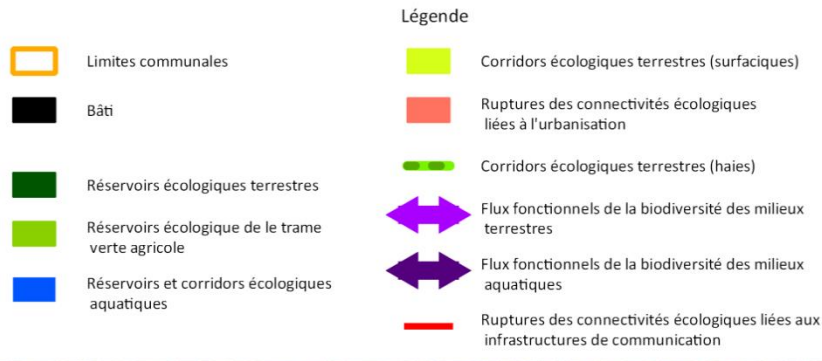 Légende
Limites communales
Bâti
Réservoirs écologiques terrestres
Réservoirs écologique de le trame
verte agricole
Réservoirs et corridors écologiques
aquatiques
Corridors écologiques terrestres (surfaciques)
Ruptures des connectivités écologiques
liées à l'urbanisation
Corridors écologiques terrestres (haies)
Flux fonctionnels de la biodiversité des milieux
terrestres
Flux fonctionnels de la biodiversité des milieux
aquatiques
Ruptures des connectivités écologiques liées aux
infrastructures de communication